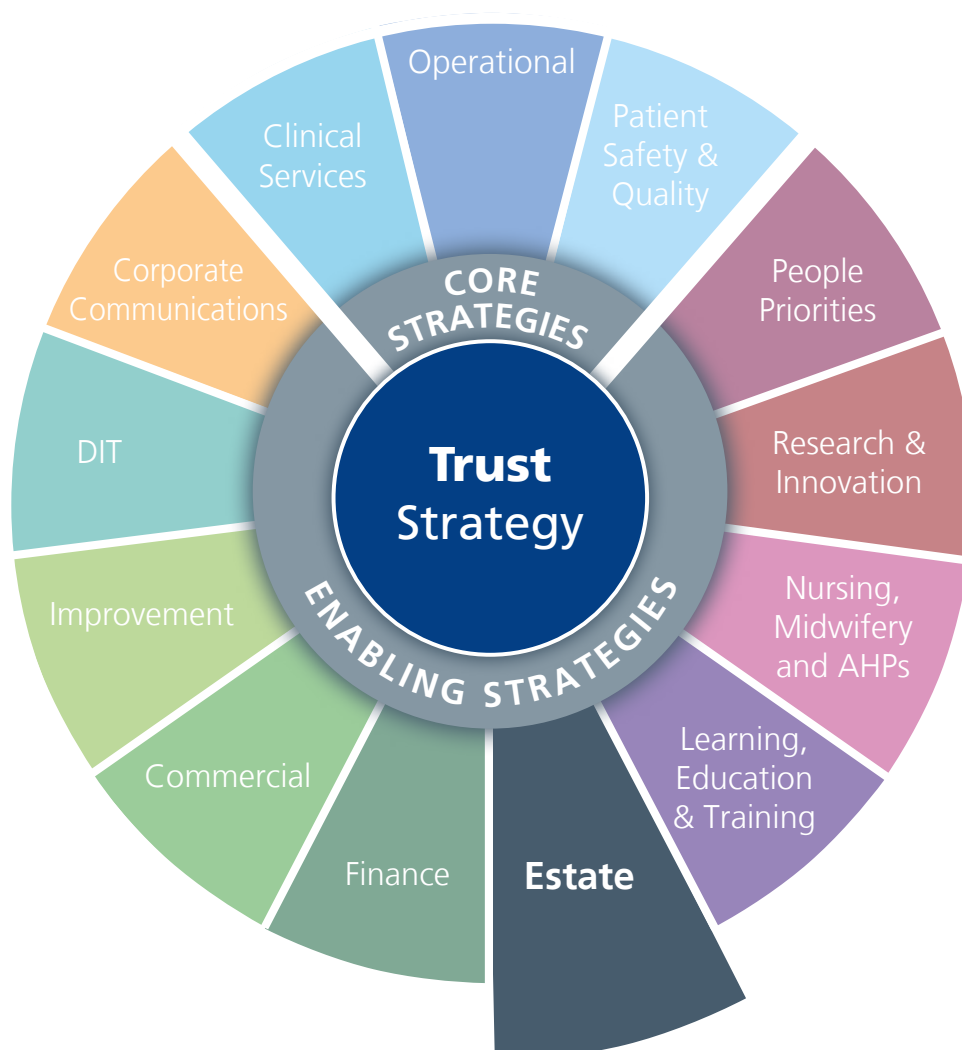 Operational
Patient
Safety &
Quality
People
Priorities
Research &
Innovation
Nursing,
Midwifery
and AHPs
Learning,
Education
& Training
Estate
Finance
Commercial
Improvement
DIT
Corporate
Communications
Clinical
Services
CORE
STRATEGIES
Trust
Strategy
ENABLING STRATEGIES